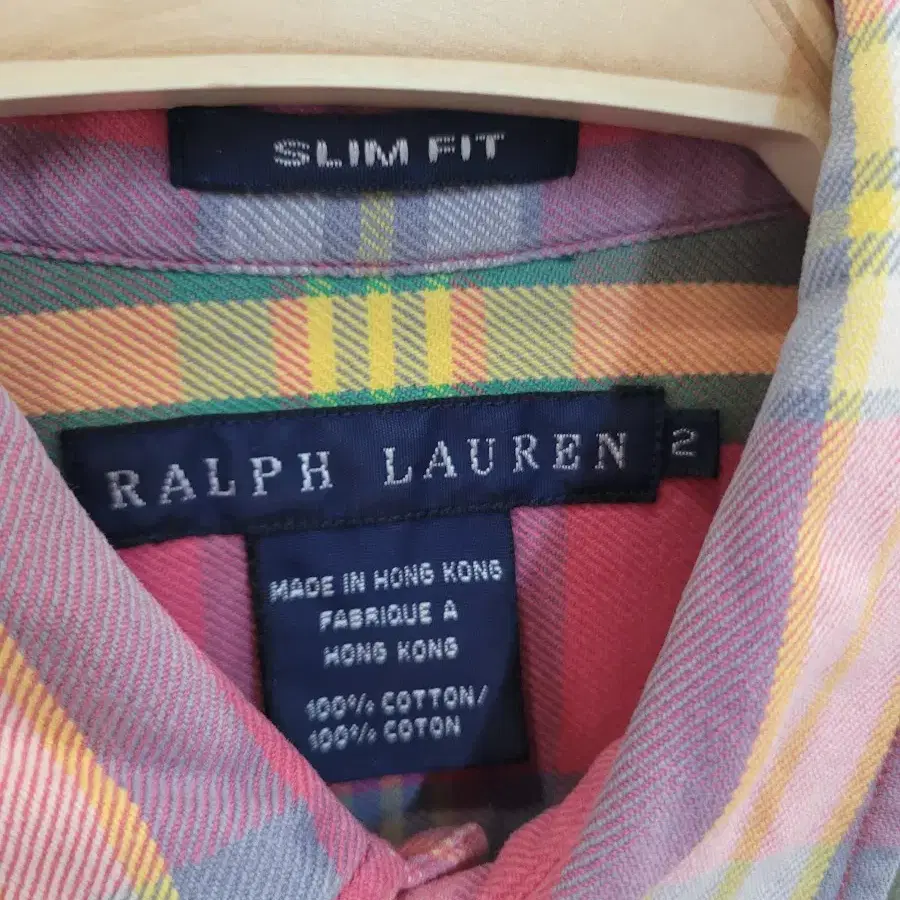 SLIM FIT
RALPH LAUREN 2
MADE IN HONG KONG
FABRIQUE A
HONG KONG
100% COTTON/
100% COTON